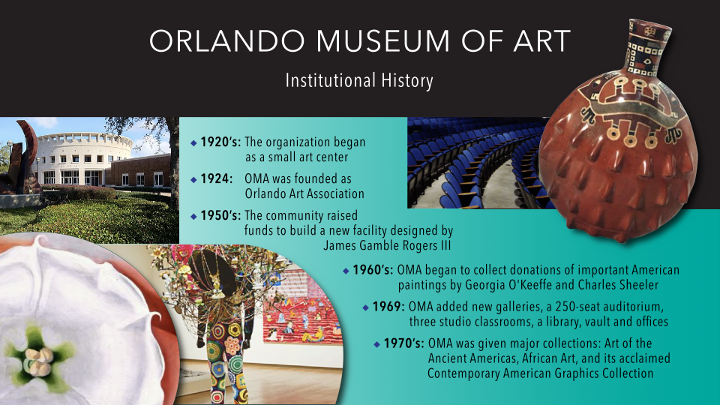 ORLANDO MUSEUM OF ART
Institutional History
1920's: The organization began
as a small art center
1924: OMA was founded as
Orlando Art Association
1950's: The community raised
funds to build a new facility designed by
James Gamble Rogers III
1960's: OMA began to collect donations of important American
paintings by Georgia O'Keeffe and Charles Sheeler
1969: OMA added new galleries, a 250-seat auditorium,
three studio classrooms, a library, vault and offices
1970's: OMA was given major collections: Art of the
Ancient Americas, African Art, and its acclaimed
Contemporary American Graphics Collection